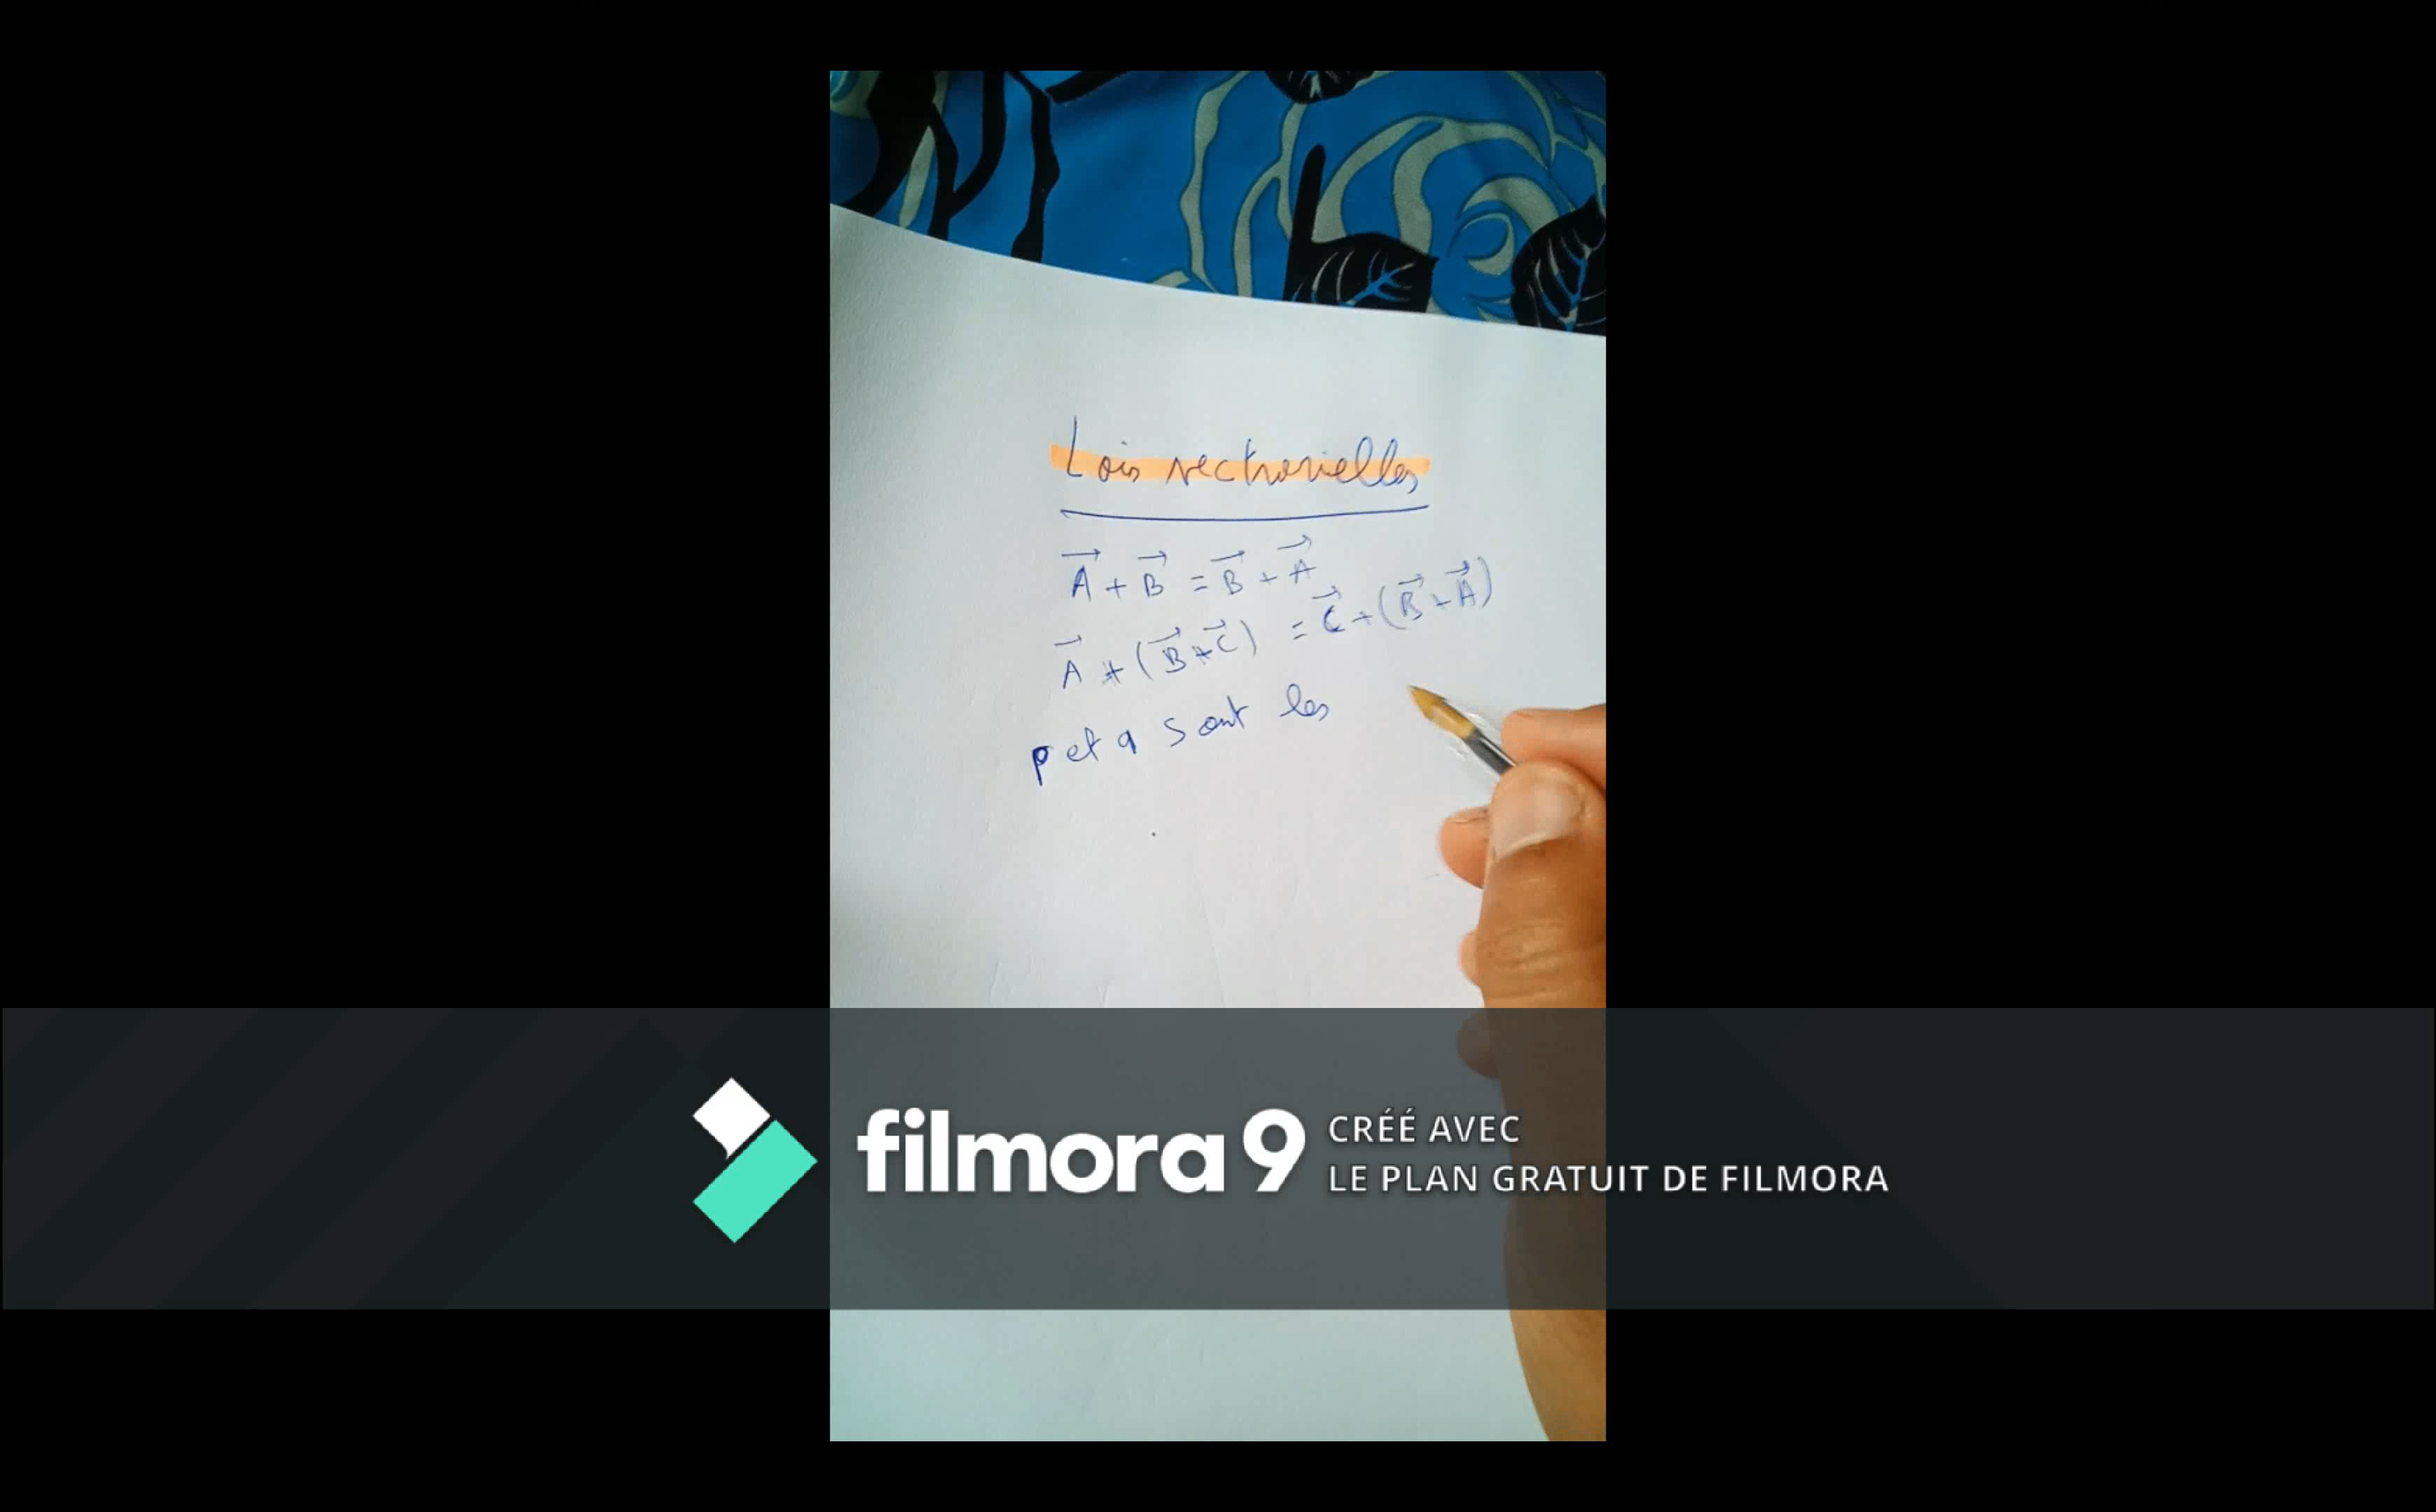 Lois vectorielles
A⃗ + B⃗ = B⃗ + A⃗
A⃗ + (B⃗ + C⃗) = C⃗ + (B⃗ + A⃗)
p et q sont les
filmora 9
CRÉÉ AVEC
LE PLAN GRATUIT DE FILMORA